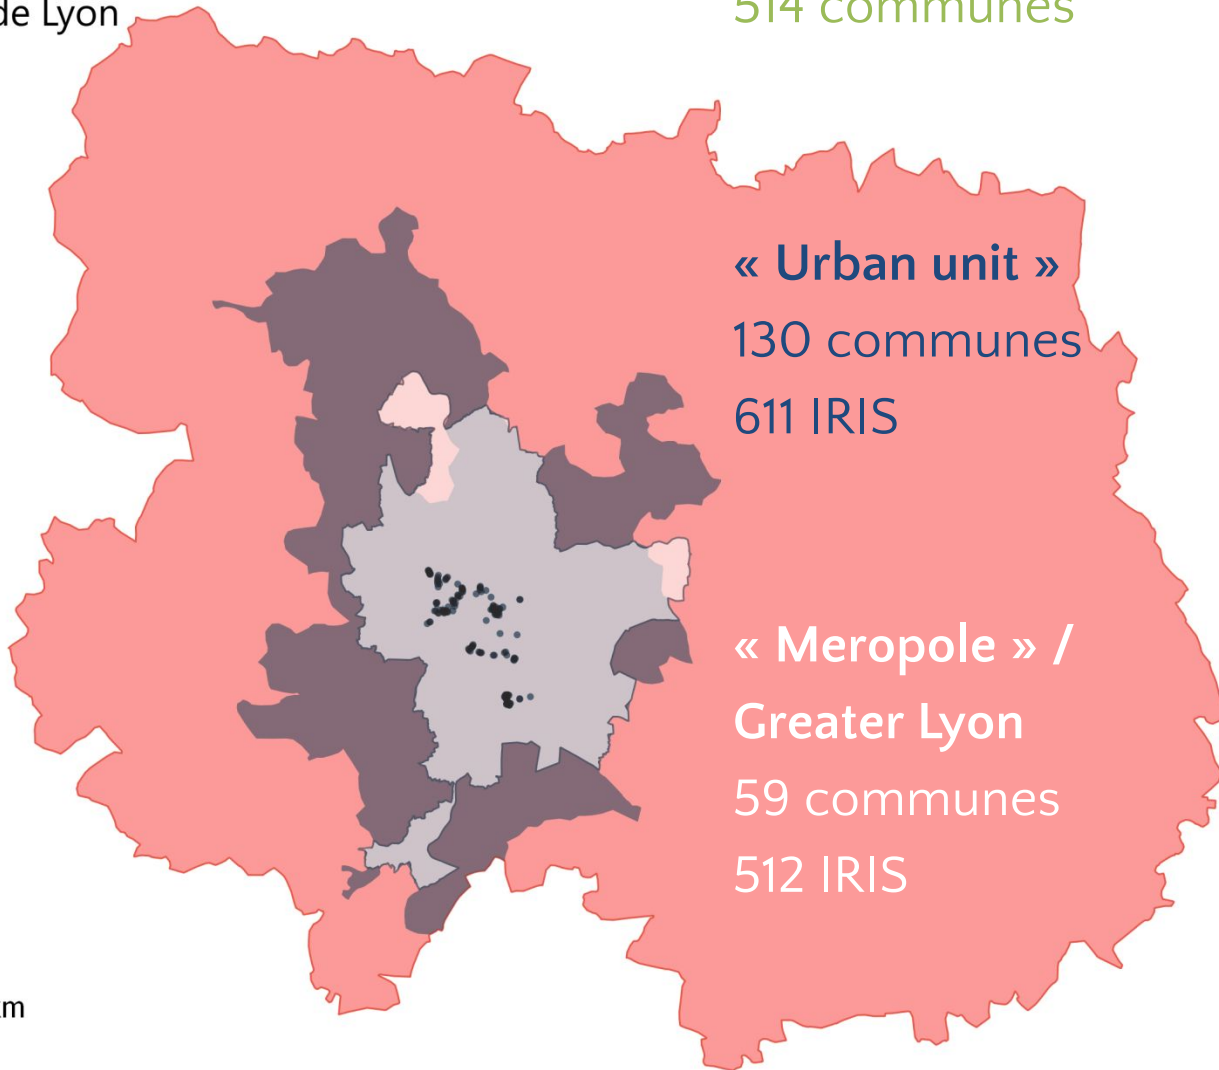 de Lyon
514 communes
« Urban unit »
130 communes
611 IRIS
« Meropole » /
Greater Lyon
59 communes
512 IRIS